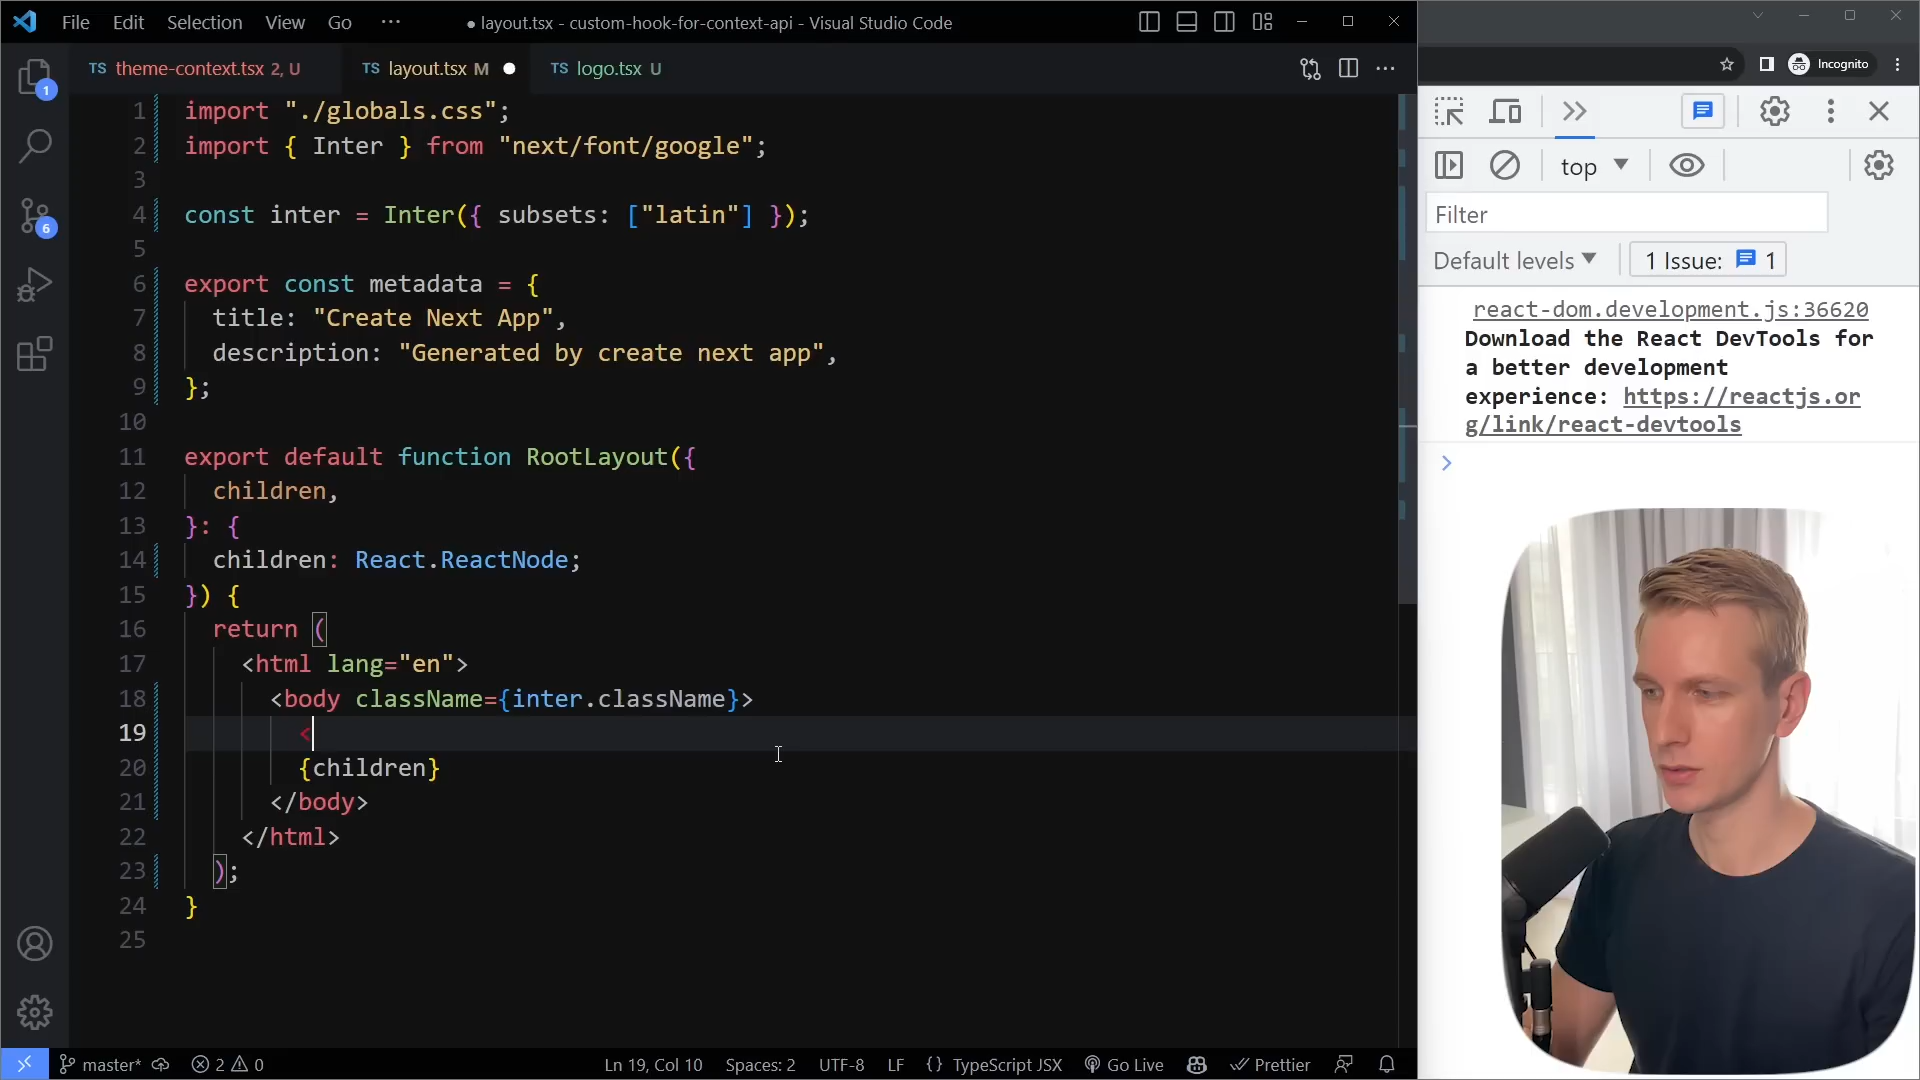 File Edit Selection View Go ··· ● layout.tsx - custom-hook-for-context-api - Visual Studio Code
TS theme-context.tsx 2, U TS layout.tsx M ● TS logo.tsx U
1 import "./globals.css";
2 import { Inter } from "next/font/google";
3
4 const inter = Inter({ subsets: ["latin"] });
5
6 export const metadata = {
7 title: "Create Next App",
8 description: "Generated by create next app",
9 };
10
11 export default function RootLayout({
12 children,
13 }: {
14 children: React.ReactNode;
15 }) {
16 return (
17 <html lang="en">
18 <body className={inter.className}>
19 <
20 {children}
21 </body>
22 </html>
23 );
24 }
25
1
6
master* 2 0 Ln 19, Col 10 Spaces: 2 UTF-8 LF {} TypeScript JSX Go Live Prettier
Incognito
top
Filter
Default levels 1 Issue: 1
react-dom.development.js:36620
Download the React DevTools for
a better development
experience: https://reactjs.or
g/link/react-devtools